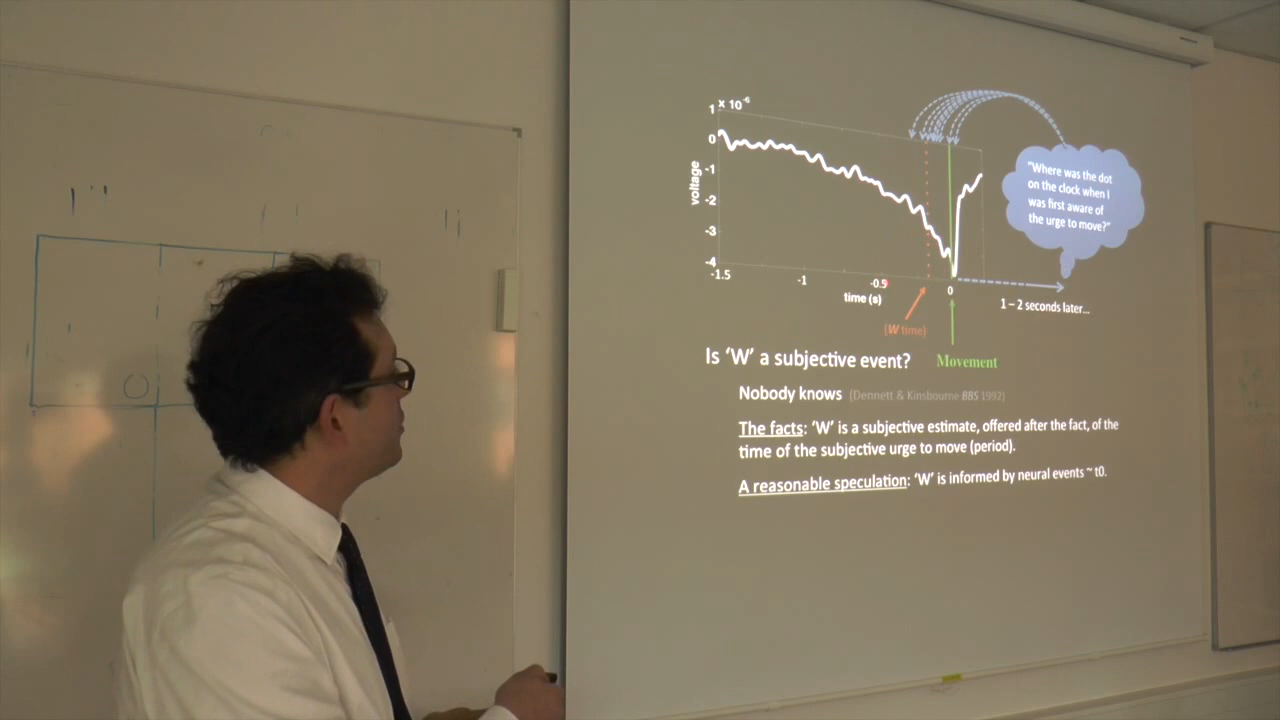 1 x 10⁻⁶
0
-1
-2
-3
-4
voltage
-1.5
-1
-0.5
0
time (s)
"Where was the dot
on the clock when I
was first aware of
the urge to move?"
1 – 2 seconds later...
(W time)
Movement
Is ‘W’ a subjective event?
Nobody knows (Dennett & Kinsbourne BBS 1992)
The facts: ‘W’ is a subjective estimate, offered after the fact, of the
time of the subjective urge to move (period).
A reasonable speculation: ‘W’ is informed by neural events ~ t0.